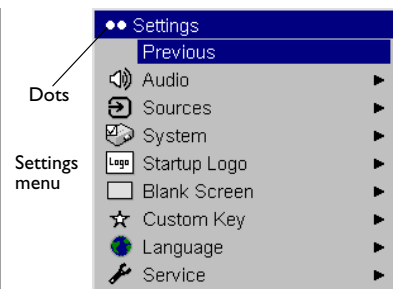 Settings
Previous
Audio
Dots
Sources
System
Settings
menu
Logo
Startup Logo
Blank Screen
Custom Key
Language
Service